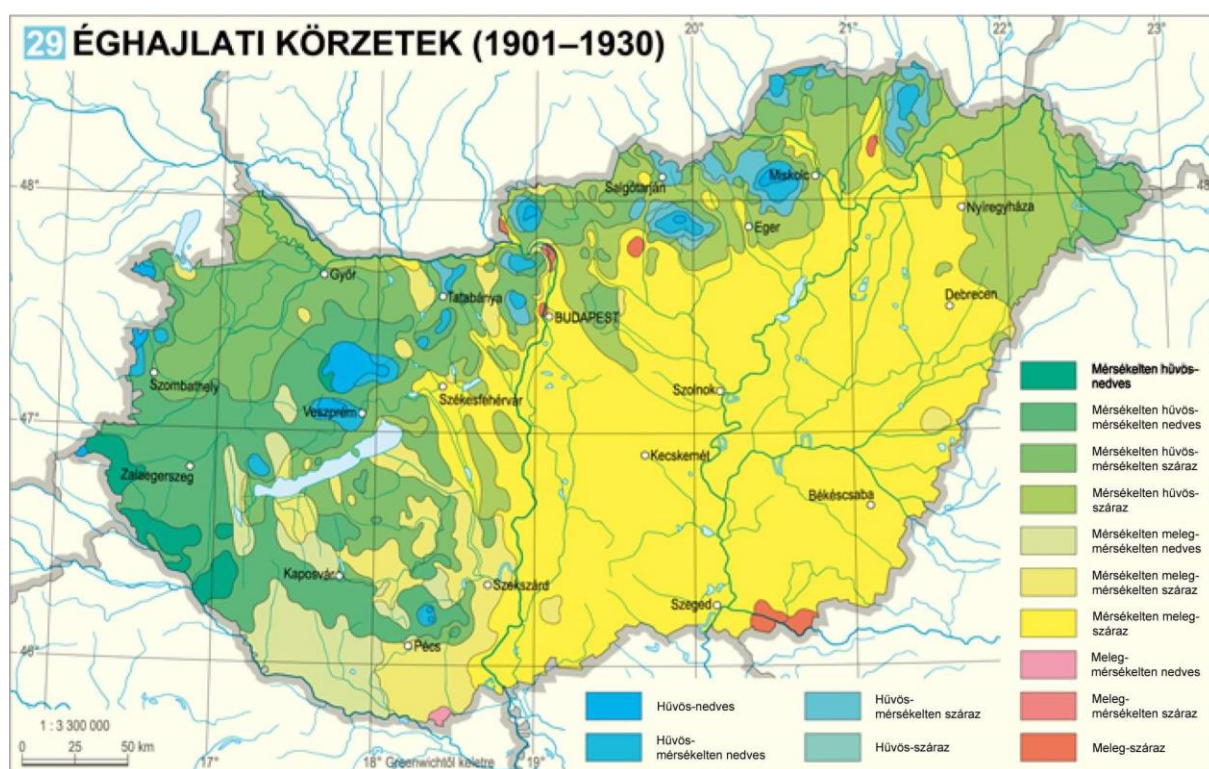 29 ÉGHAJLATI KÖRZETEK (1901–1930)
20°
21°
22°
23°
48°
48
Salgótarján
Miskolc
Eger
Nyíregyháza
Győr
Tatabánya
BUDAPEST
Debrecen
Szombathely
Székesfehérvár
Szolnok
Veszprém
47°
Kecskemét
Zalaegerszeg
Békéscsaba
Kaposvár
Szekszárd
Szeged
Pécs
46°
Mérsékelten hűvös-
nedves
Mérsékelten hűvös-
mérsékelten nedves
Mérsékelten hűvös-
mérsékelten száraz
Mérsékelten hűvös-
száraz
Mérsékelten meleg-
mérsékelten nedves
Mérsékelten meleg-
mérsékelten száraz
Mérsékelten meleg-
száraz
Meleg-
mérsékelten nedves
Meleg-
mérsékelten száraz
Meleg-száraz
Hűvös-nedves
Hűvös-
mérsékelten nedves
Hűvös-
mérsékelten száraz
Hűvös-száraz
1 : 3 300 000
0 25 50 km
17°
18° Greenwichtől keletre
19°